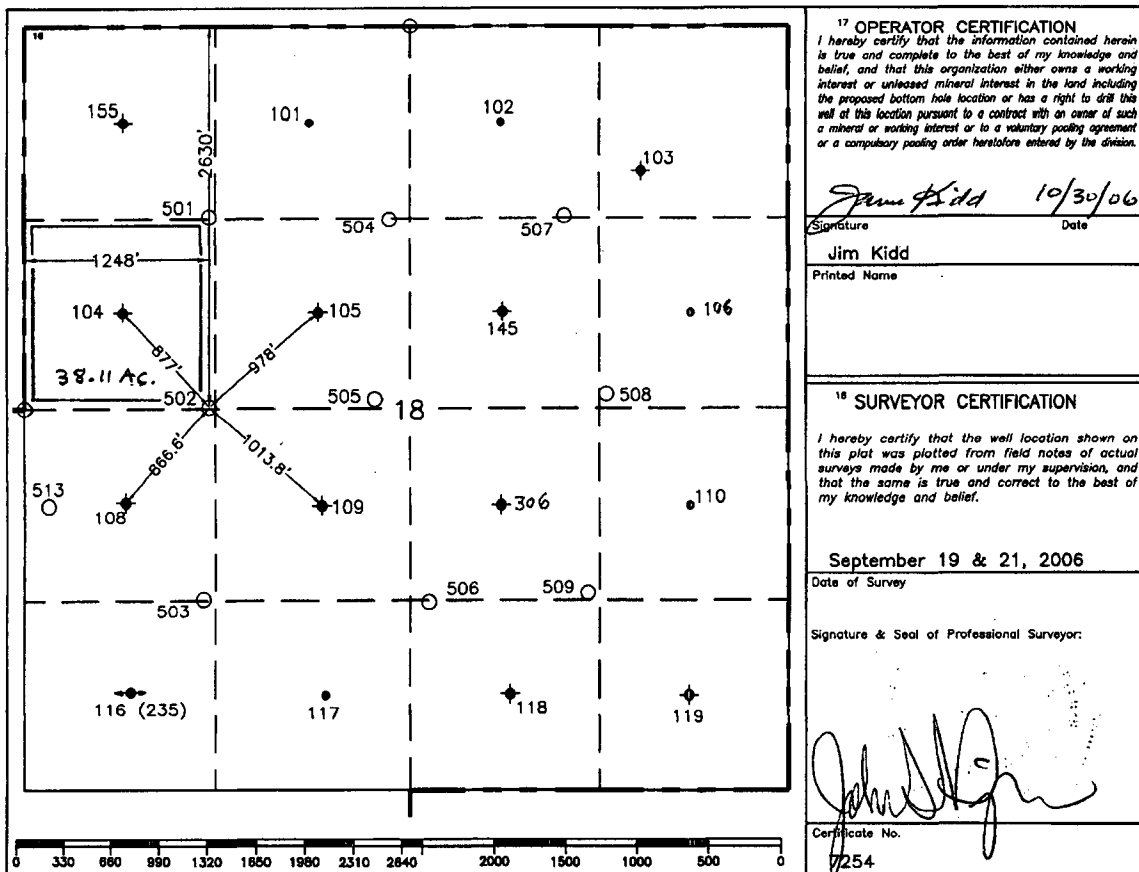 16
155
101
102
103
2630'
501
504
507
1248'
104
105
145
106
877'
978'
38.11 AC.
502
505
18
508
866.6'
1013.8'
513
108
109
306
110
503
506
509
116 (235)
117
118
119
0 330 660 990 1320 1650 1980 2310 2640 2000 1500 1000 500 0
17 OPERATOR CERTIFICATION
I hereby certify that the information contained herein
is true and complete to the best of my knowledge and
belief, and that this organization either owns a working
interest or unleased mineral interest in the land including
the proposed bottom hole location or has a right to drill this
well at this location pursuant to a contract with an owner of such
a mineral or working interest or to a voluntary pooling agreement
or a compulsory pooling order heretofore entered by the division.
Jim Kidd 10/30/06
Signature Date
Jim Kidd
Printed Name
18 SURVEYOR CERTIFICATION
I hereby certify that the well location shown on
this plat was plotted from field notes of actual
surveys made by me or under my supervision, and
that the same is true and correct to the best of
my knowledge and belief.
September 19 & 21, 2006
Date of Survey
Signature & Seal of Professional Surveyor:
Certificate No.
7254